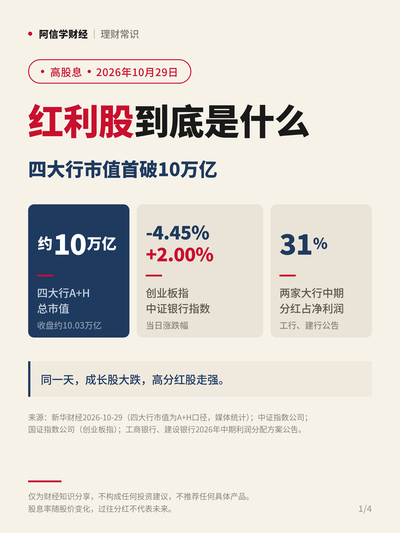 阿信学财经 | 理财常识
高股息 • 2026年10月29日
红利股到底是什么
四大行市值首破10万亿
约10万亿
四大行A+H
总市值
收盘约10.03万亿
-4.45%
+2.00%
创业板指
中证银行指数
当日涨跌幅
31%
两家大行中期
分红占净利润
工行、建行公告
同一天，成长股大跌，高分红股走强。
来源：新华财经2026-10-29（四大行市值为A+H口径，媒体统计）；中证指数公司；
国证指数公司（创业板指）；工商银行、建设银行2026年中期利润分配方案公告。
仅为财经知识分享，不构成任何投资建议，不推荐任何具体产品。
股息率随股价变化，过往分红不代表未来。
1/4